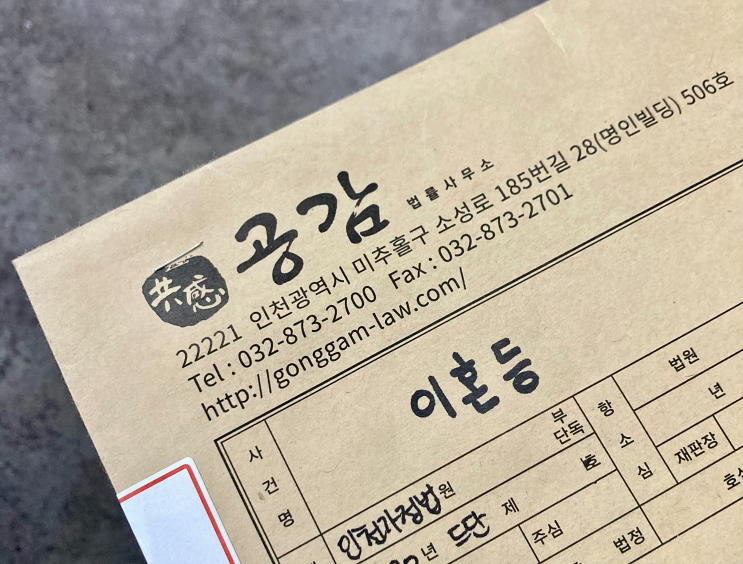 共感 공감 법률사무소
22221 인천광역시 미추홀구 소성로 185번길 28(명인빌딩) 506호
Tel : 032-873-2700 Fax : 032-873-2701
http://gonggam-law.com/
사건명
이혼등
부
단독
항소심
법원
년
재판장
인천가정법원
년 드단 제 호
주심
법정
호실